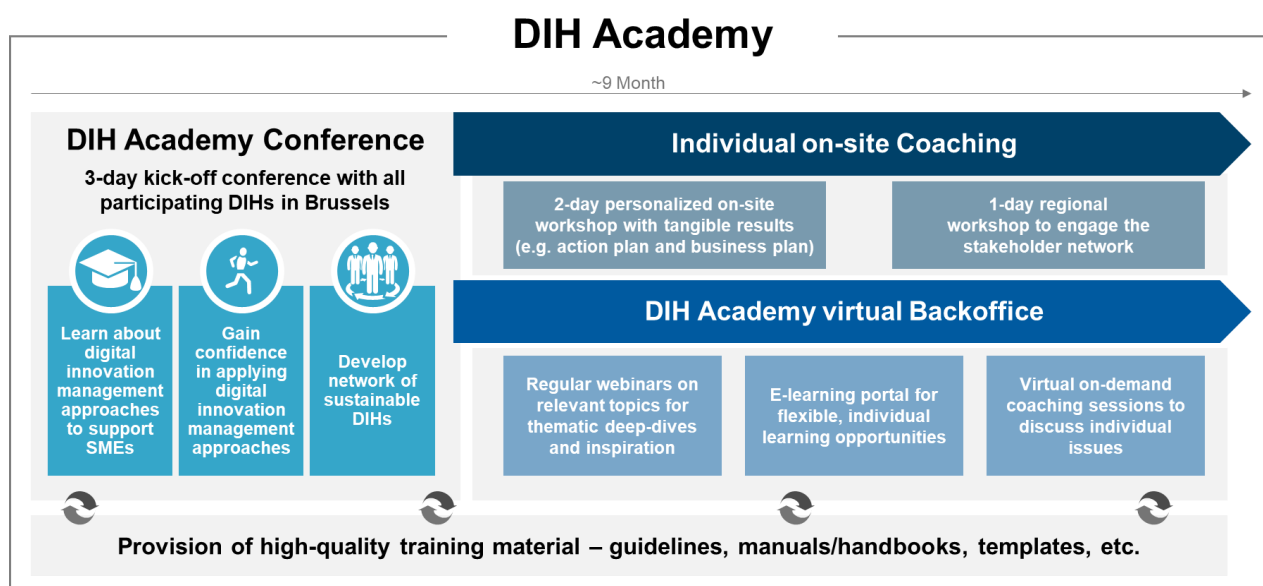 DIH Academy
~9 Month
DIH Academy Conference
3-day kick-off conference with all
participating DIHs in Brussels
Learn about
digital
innovation
management
approaches
to support
SMEs
Gain
confidence
in applying
digital
innovation
management
approaches
Develop
network of
sustainable
DIHs
Individual on-site Coaching
2-day personalized on-site
workshop with tangible results
(e.g. action plan and business plan)
1-day regional
workshop to engage the
stakeholder network
DIH Academy virtual Backoffice
Regular webinars on
relevant topics for
thematic deep-dives
and inspiration
E-learning portal for
flexible, individual
learning opportunities
Virtual on-demand
coaching sessions to
discuss individual
issues
Provision of high-quality training material – guidelines, manuals/handbooks, templates, etc.